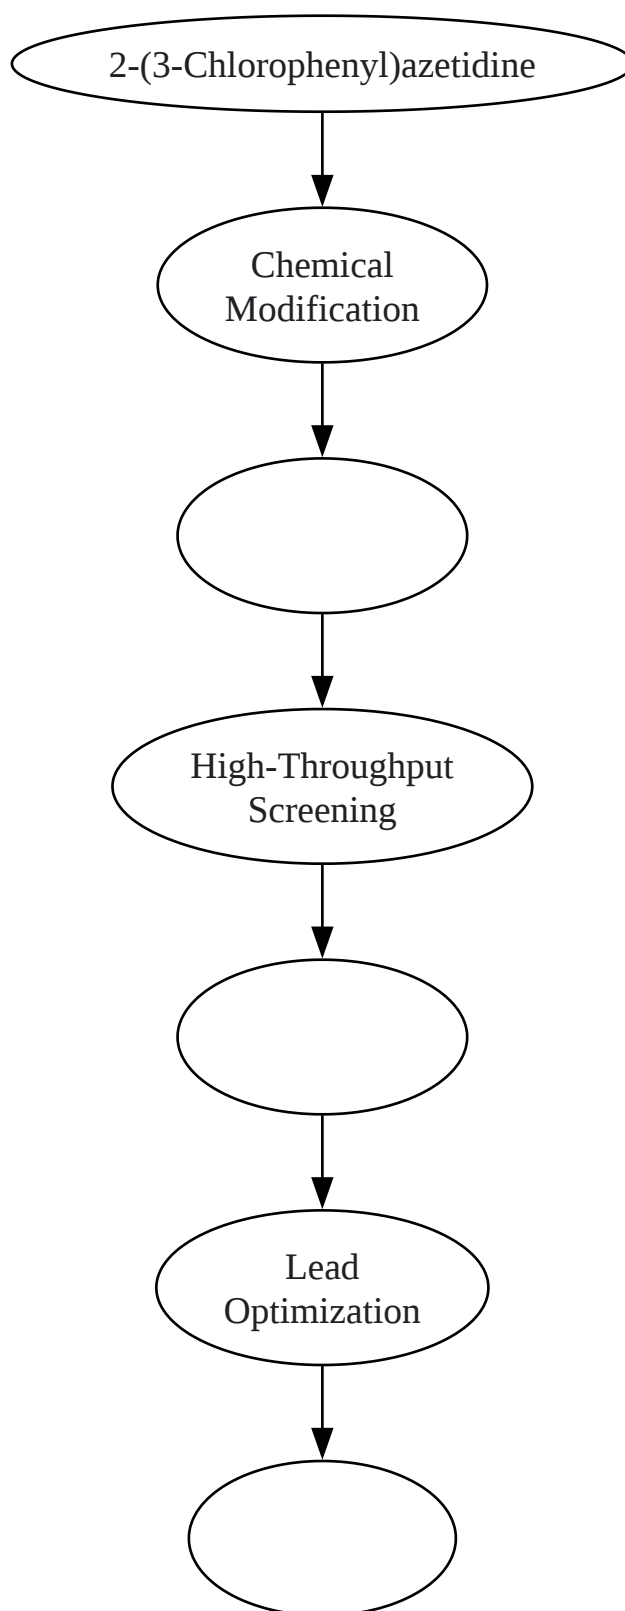 2-(3-Chlorophenyl)azetidine
Chemical
Modification
High-Throughput
Screening
Lead
Optimization